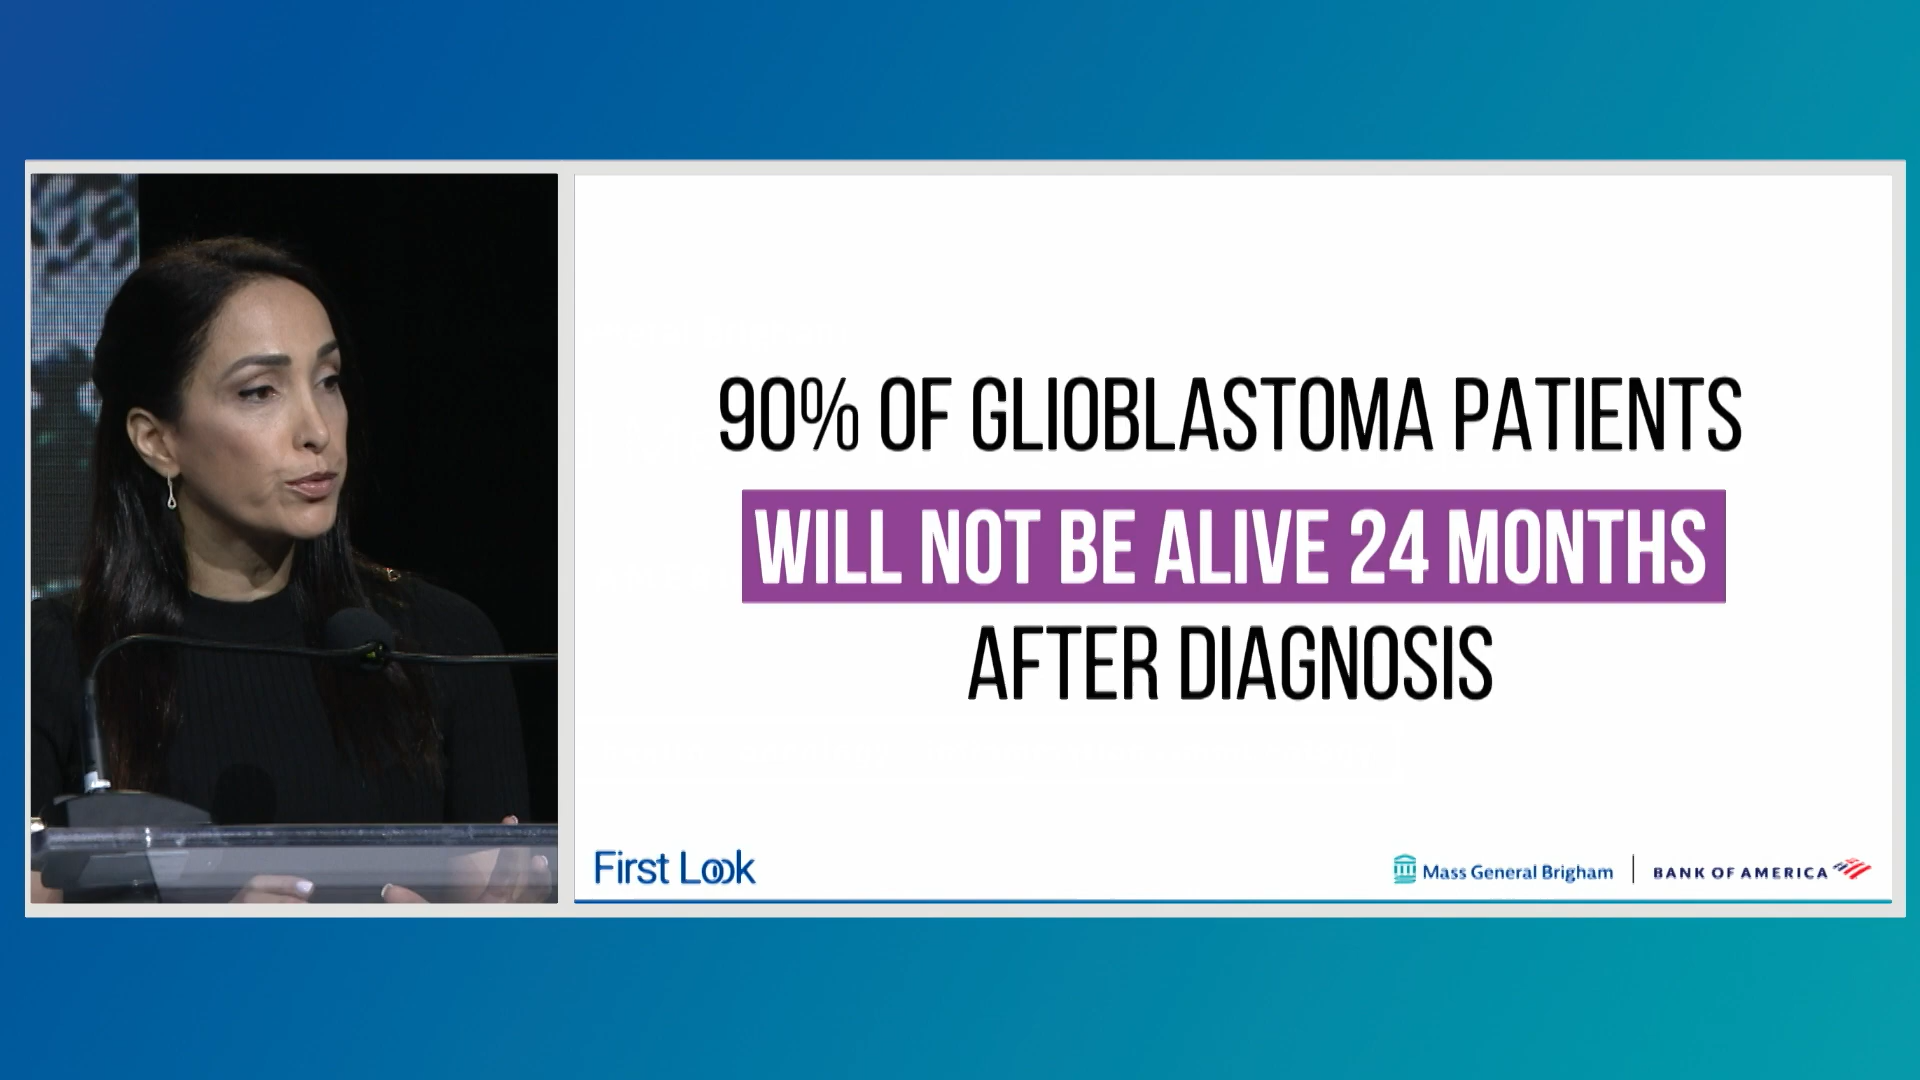 90% OF GLIOBLASTOMA PATIENTS
WILL NOT BE ALIVE 24 MONTHS
AFTER DIAGNOSIS
First Look
Mass General Brigham
BANK OF AMERICA